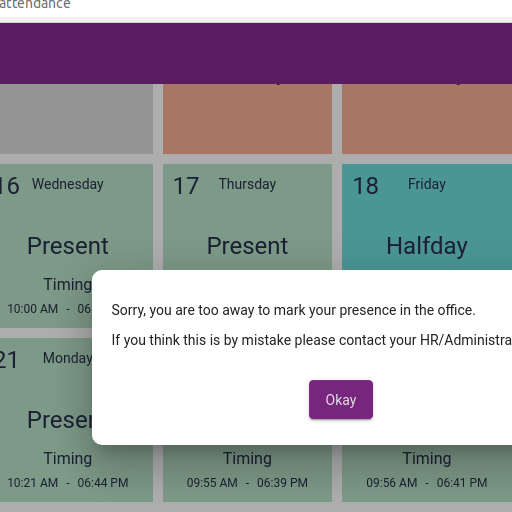 attendance
16 Wednesday
17 Thursday
18 Friday
Present
Present
Halfday
Timing
10:00 AM - 06
Sorry, you are too away to mark your presence in the office.
If you think this is by mistake please contact your HR/Administra
Okay
21 Monday
Presen
Timing
Timing
Timing
10:21 AM - 06:44 PM
09:55 AM - 06:39 PM
09:56 AM - 06:41 PM